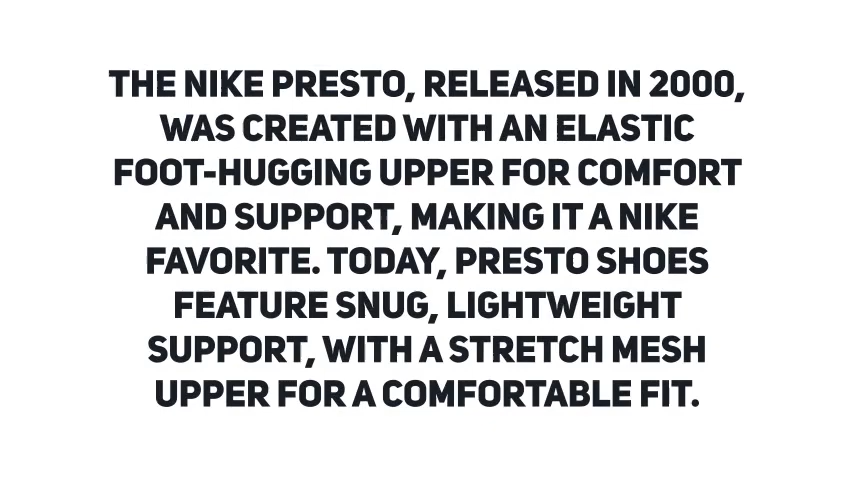 THE NIKE PRESTO, RELEASED IN 2000,
WAS CREATED WITH AN ELASTIC
FOOT-HUGGING UPPER FOR COMFORT
AND SUPPORT, MAKING IT A NIKE
FAVORITE. TODAY, PRESTO SHOES
FEATURE SNUG, LIGHTWEIGHT
SUPPORT, WITH A STRETCH MESH
UPPER FOR A COMFORTABLE FIT.